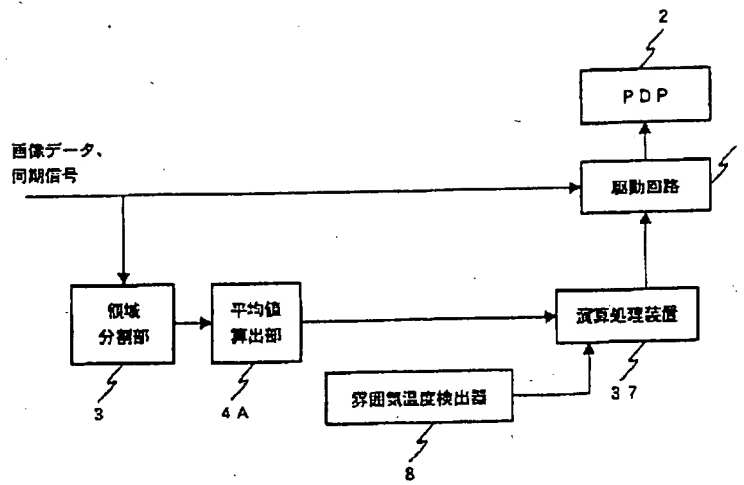 2
PDP
画像データ、
同期信号
駆動回路
領域
分割部
平均値
算出部
演算処理装置
3
4A
雰囲気温度検出器
37
8